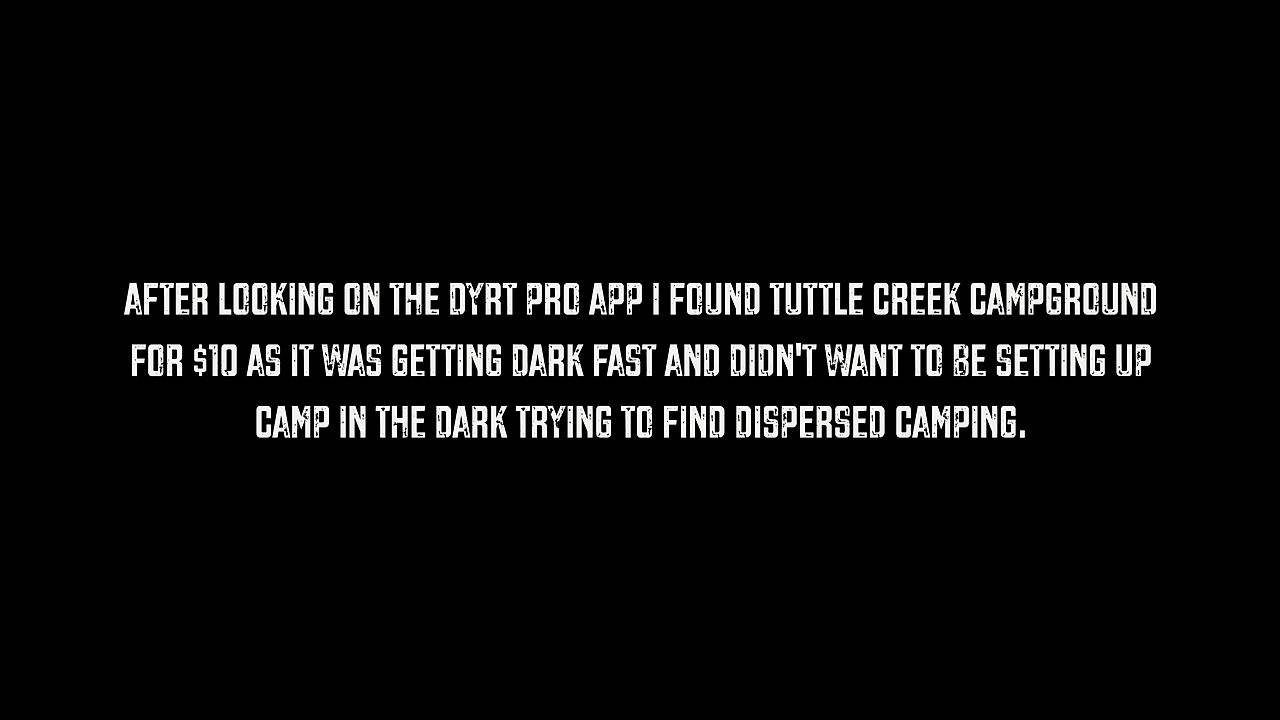 AFTER LOOKING ON THE DYRT PRO APP I FOUND TUTTLE CREEK CAMPGROUND
FOR $10 AS IT WAS GETTING DARK FAST AND DIDN'T WANT TO BE SETTING UP
CAMP IN THE DARK TRYING TO FIND DISPERSED CAMPING.